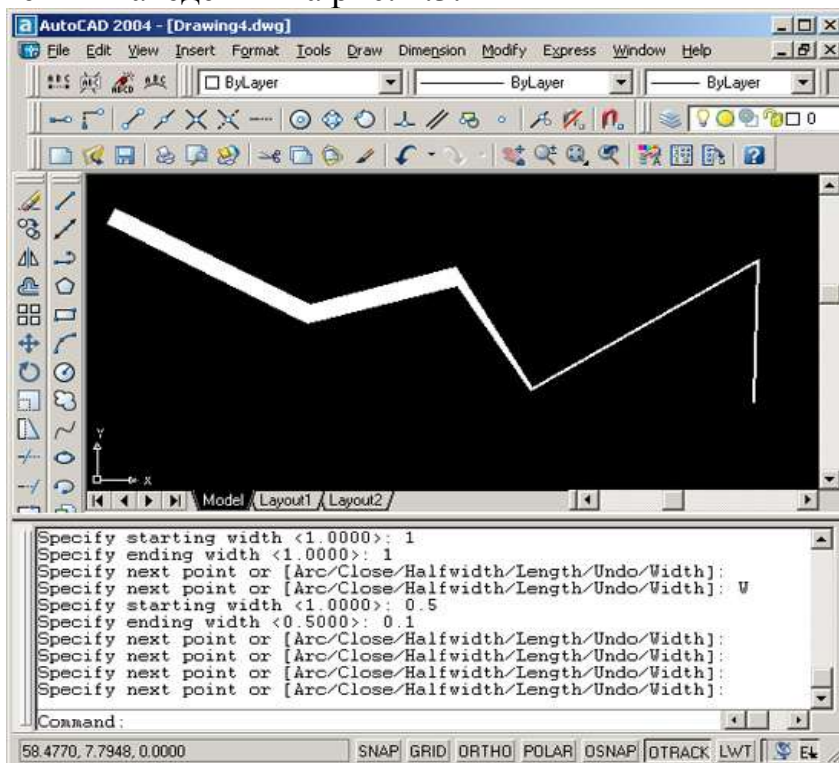 AutoCAD 2004 - [Drawing4.dwg]
File Edit View Insert Format Tools Draw Dimension Modify Express Window Help
ByLayer ByLayer ByLayer
0
Y
X
Model Layout1 Layout2
Specify starting width <1.0000>: 1
Specify ending width <1.0000>: 1
Specify next point or [Arc/Close/Halfwidth/Length/Undo/Width]:
Specify next point or [Arc/Close/Halfwidth/Length/Undo/Width]: W
Specify starting width <1.0000>: 0.5
Specify ending width <0.5000>: 0.1
Specify next point or [Arc/Close/Halfwidth/Length/Undo/Width]:
Specify next point or [Arc/Close/Halfwidth/Length/Undo/Width]:
Specify next point or [Arc/Close/Halfwidth/Length/Undo/Width]:
Specify next point or [Arc/Close/Halfwidth/Length/Undo/Width]:
Command:
58.4770, 7.7948, 0.0000 SNAP GRID ORTHO POLAR OSNAP OTRACK LWT